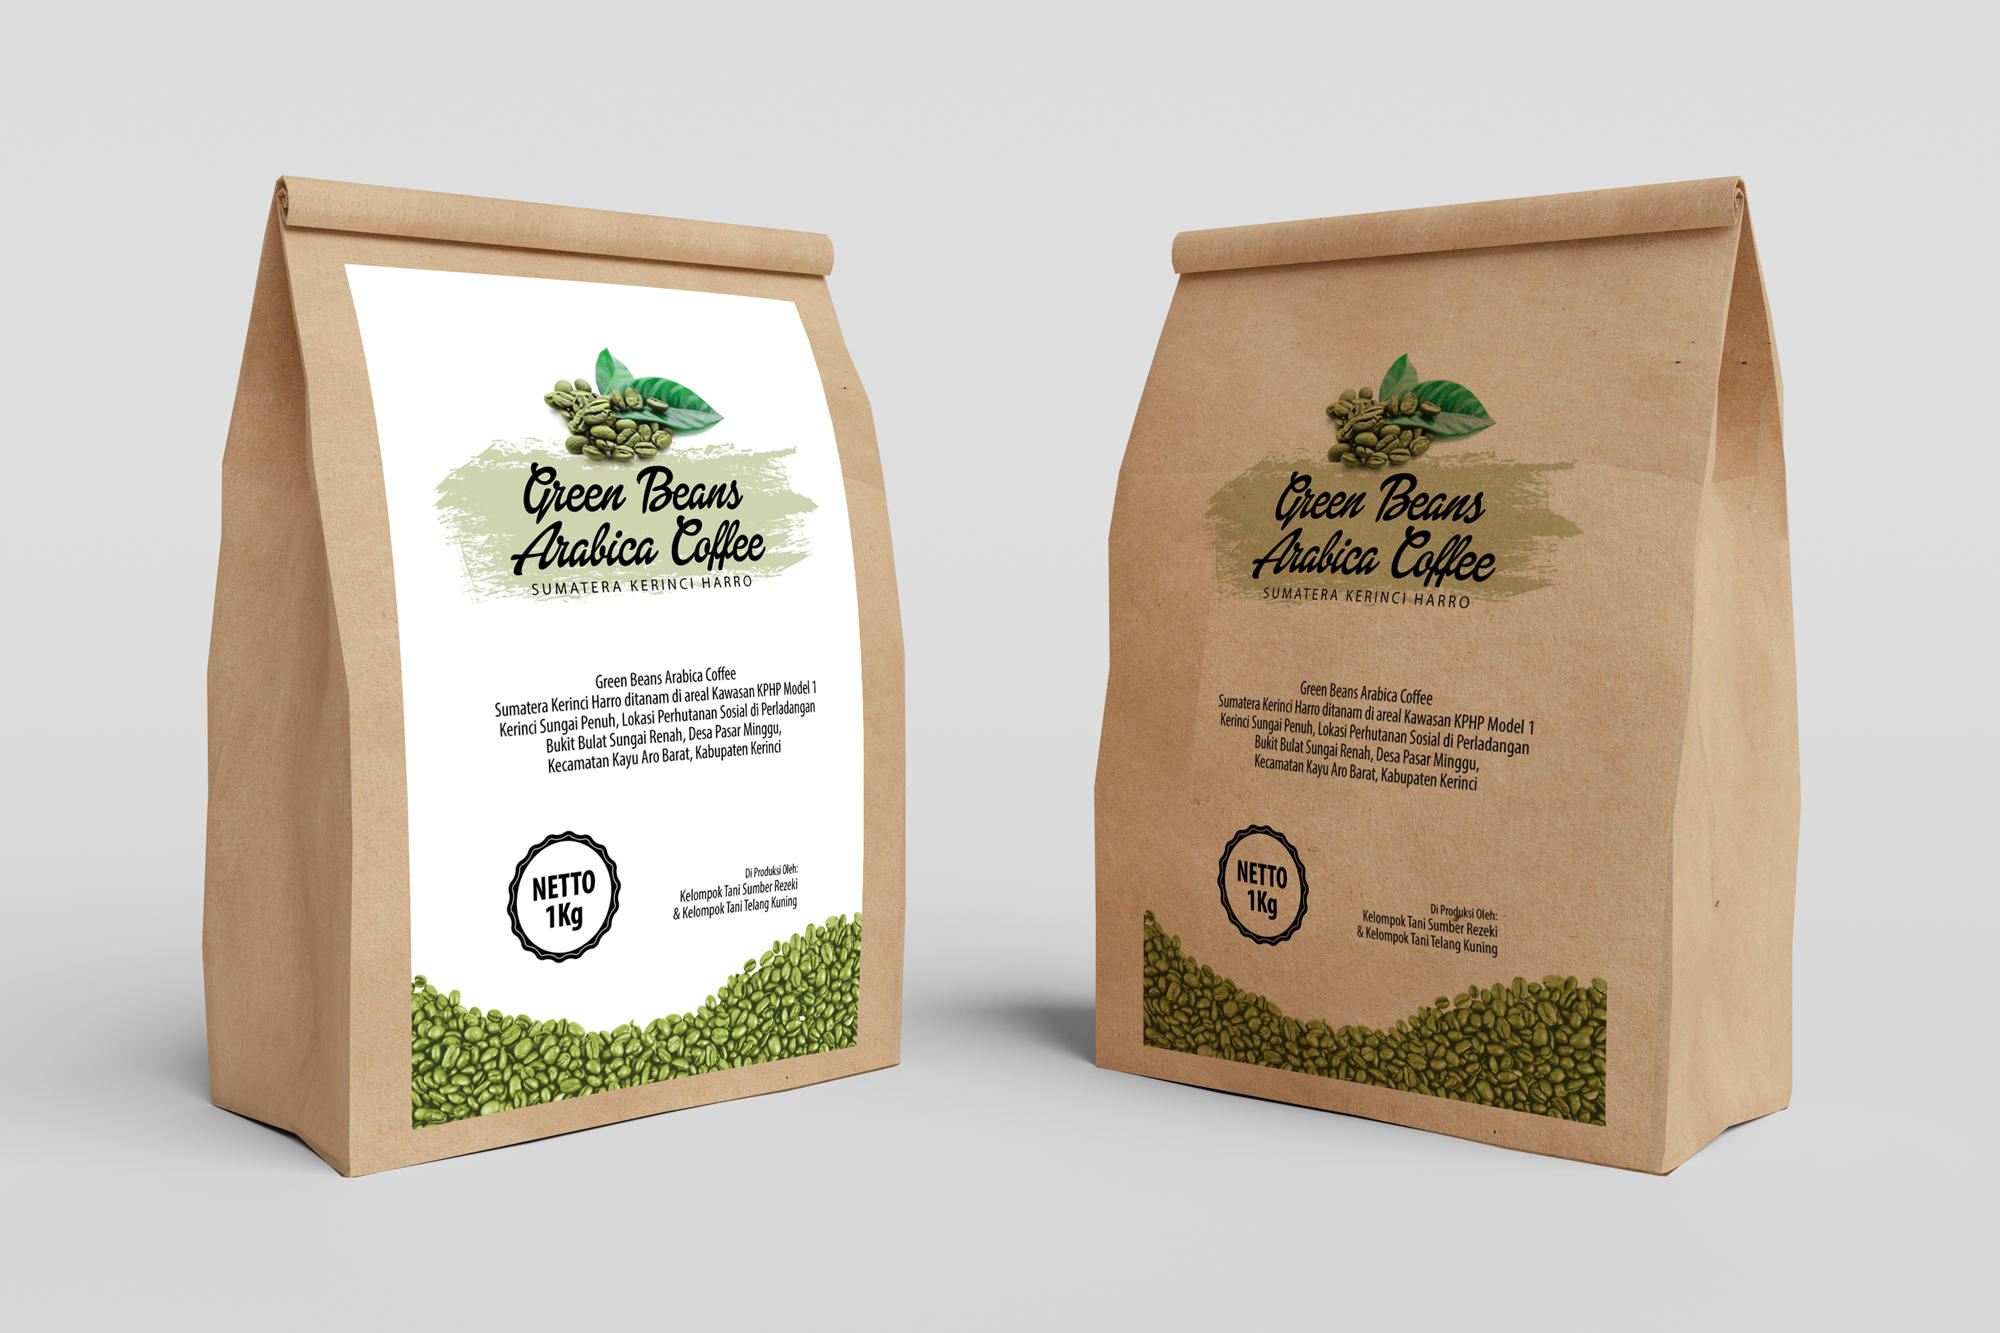 Green Beans
Arabica Coffee
SUMATERA KERINCI HARRO
Green Beans Arabica Coffee
Sumatera Kerinci Harro ditanam di areal Kawasan KPHP Model 1
Kerinci Sungai Penuh, Lokasi Perhutanan Sosial di Perladangan
Bukit Bulat Sungai Renah, Desa Pasar Minggu,
Kecamatan Kayu Aro Barat, Kabupaten Kerinci
NETTO
1Kg
Di Produksi Oleh:
Kelompok Tani Sumber Rezeki
& Kelompok Tani Telang Kuning
Green Beans
Arabica Coffee
SUMATERA KERINCI HARRO
Green Beans Arabica Coffee
Sumatera Kerinci Harro ditanam di areal Kawasan KPHP Model 1
Kerinci Sungai Penuh, Lokasi Perhutanan Sosial di Perladangan
Bukit Bulat Sungai Renah, Desa Pasar Minggu,
Kecamatan Kayu Aro Barat, Kabupaten Kerinci
NETTO
1Kg
Di Produksi Oleh:
Kelompok Tani Sumber Rezeki
& Kelompok Tani Telang Kuning